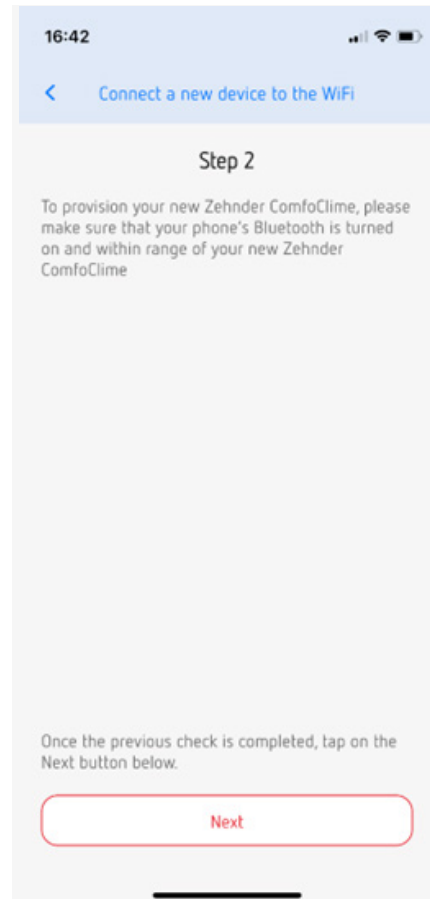 16:42
Connect a new device to the WiFi
Step 2
To provision your new Zehnder ComfoClime, please
make sure that your phone's Bluetooth is turned
on and within range of your new Zehnder
ComfoClime
Once the previous check is completed, tap on the
Next button below.
Next